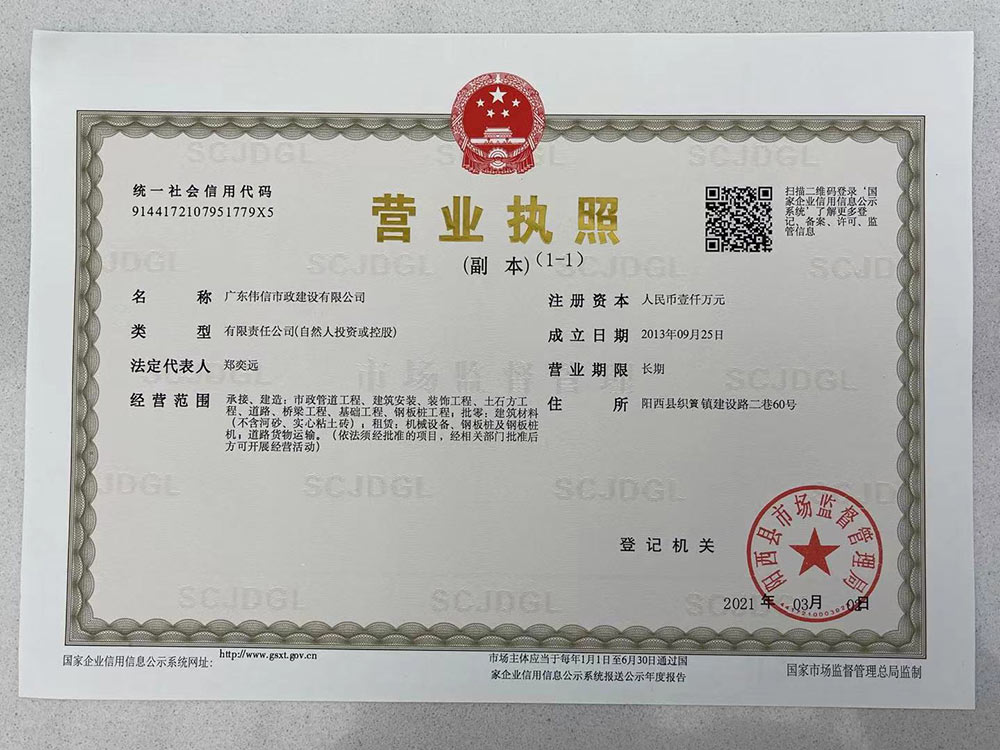 统一社会信用代码
9144172107951779X5
营业执照
(副 本)(1-1)
扫描二维码登录‘国
家企业信用信息公示
系统’了解更多登
记、备案、许可、监
管信息
名 称 广东伟信市政建设有限公司
类 型 有限责任公司(自然人投资或控股)
法定代表人 郑奕远
经营范围 承接、建造：市政管道工程、建筑安装、装饰工程、土石方工
程、道路、桥梁工程、基础工程、钢板桩工程；批零：建筑材料
（不含河砂、实心粘土砖）；租赁：机械设备、钢板桩及钢板桩
机；道路货物运输。（依法须经批准的项目，经相关部门批准后
方可开展经营活动）
注册资本 人民币壹仟万元
成立日期 2013年09月25日
营业期限 长期
住 所 阳西县织篢镇建设路二巷60号
登记机关
阳西县市场监督管理局
2021 年 03月 02日
国家企业信用信息公示系统网址：http://www.gsxt.gov.cn
市场主体应当于每年1月1日至6月30日通过国
家企业信用信息公示系统报送公示年度报告
国家市场监督管理总局监制
SCJDGL
市场监督管理